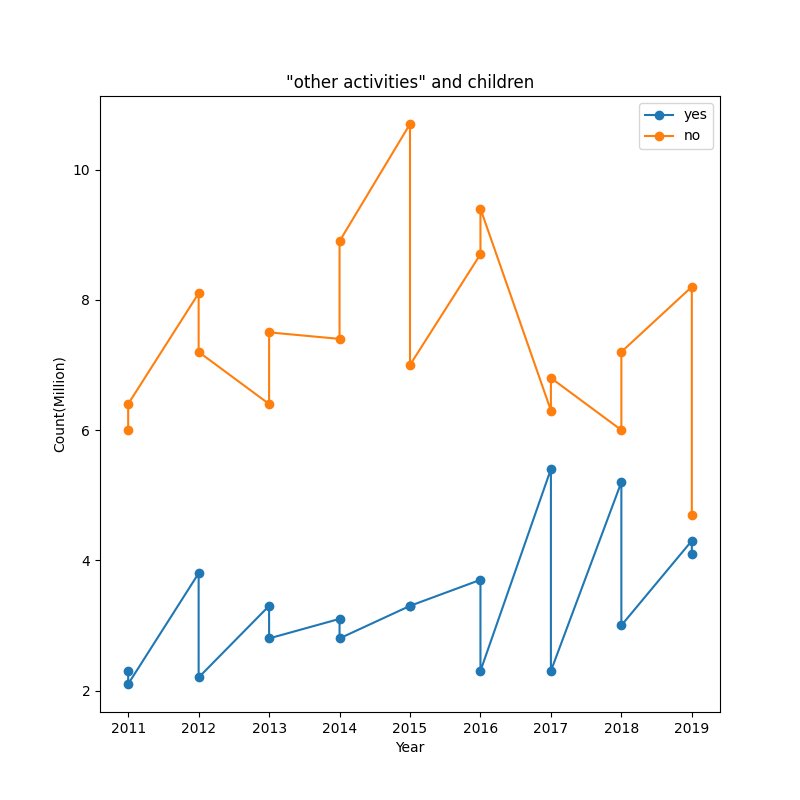 "other activities" and children
yes
no
10
8
6
4
2
Count(Million)
2011 2012 2013 2014 2015 2016 2017 2018 2019
Year